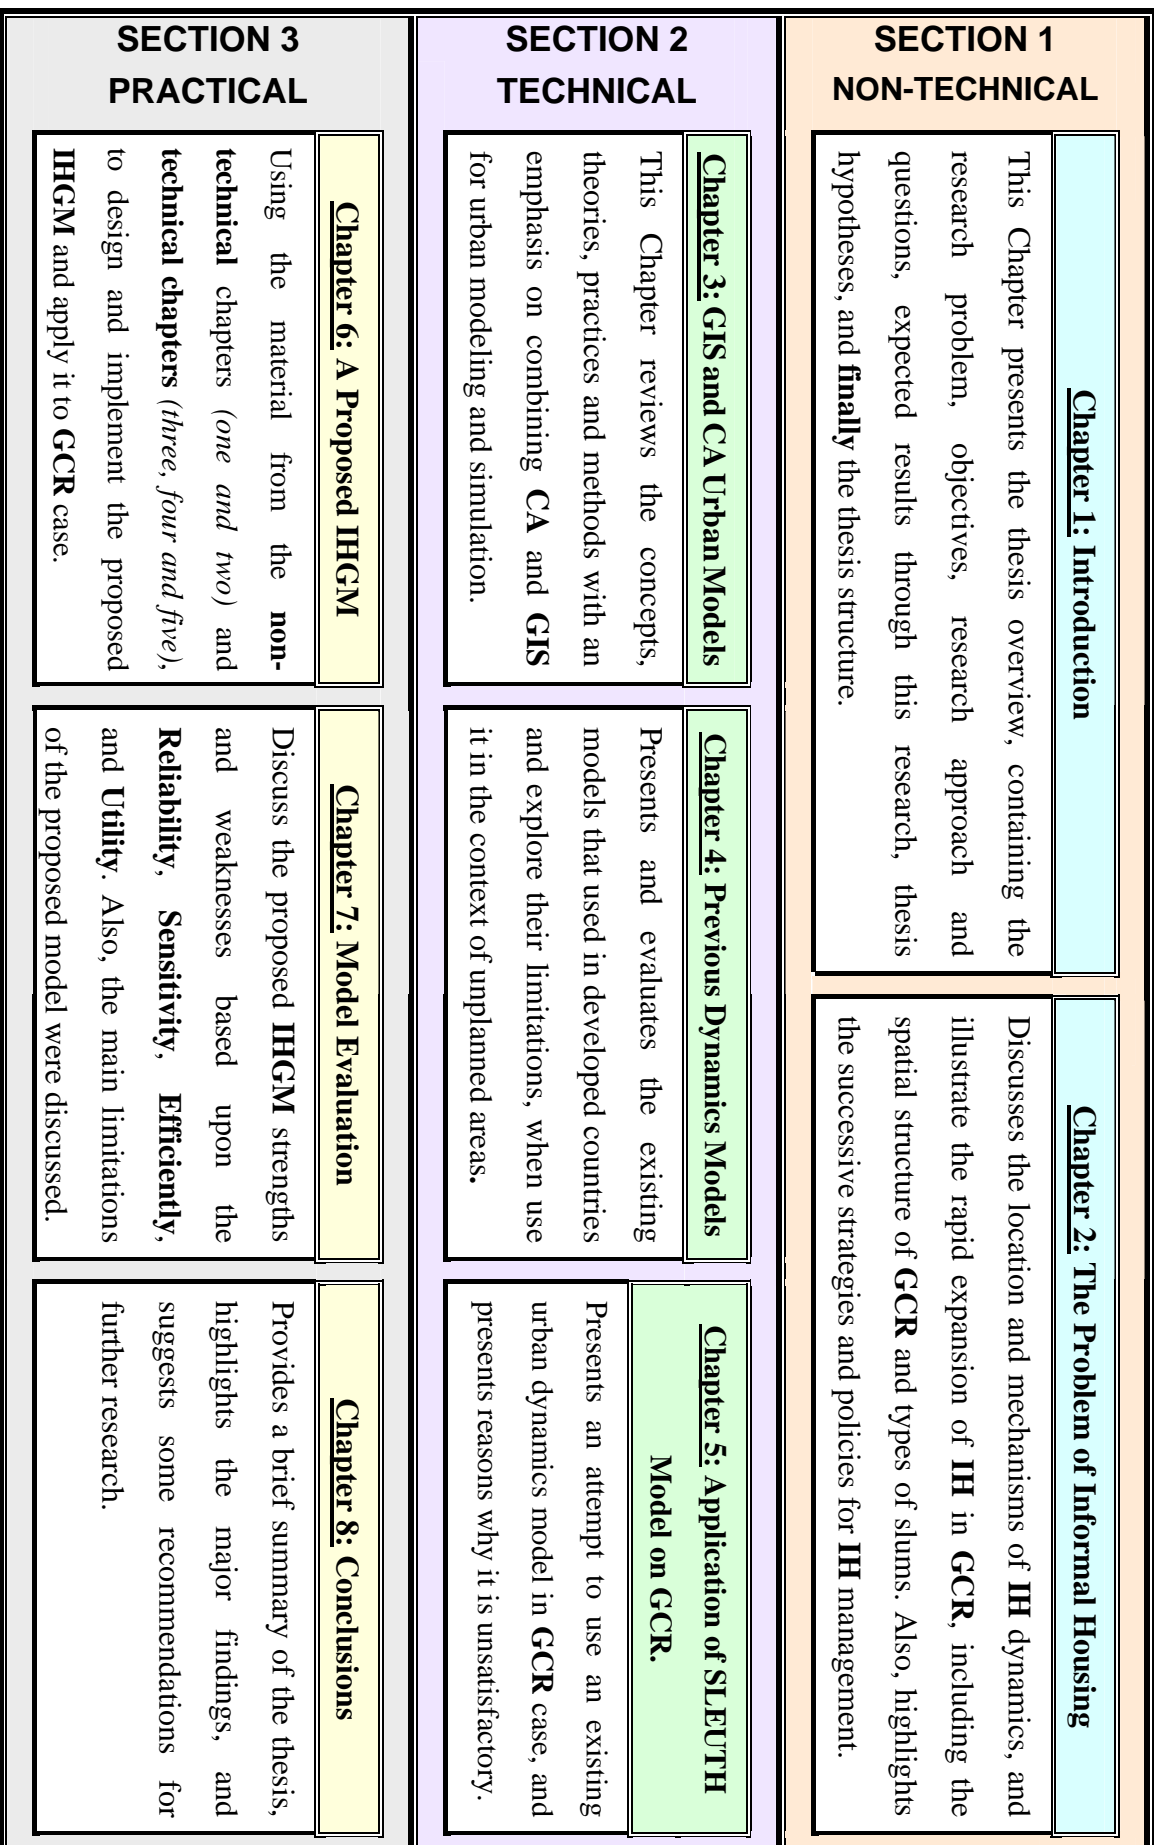 SECTION 1
NON-TECHNICAL
Chapter 1: Introduction
This Chapter presents the thesis overview, containing the
research problem, objectives, research approach and
questions, expected results through this research, thesis
hypotheses, and finally the thesis structure.
Chapter 2: The Problem of Informal Housing
Discusses the location and mechanisms of IH dynamics, and
illustrate the rapid expansion of IH in GCR, including the
spatial structure of GCR and types of slums. Also, highlights
the successive strategies and policies for IH management.
SECTION 2
TECHNICAL
Chapter 3: GIS and CA Urban Models
This Chapter reviews the concepts,
theories, practices and methods with an
emphasis on combining CA and GIS
for urban modeling and simulation.
Chapter 4: Previous Dynamics Models
Presents and evaluates the existing
models that used in developed countries
and explore their limitations, when use
it in the context of unplanned areas.
Chapter 5: Application of SLEUTH
Model on GCR.
Presents an attempt to use an existing
urban dynamics model in GCR case, and
presents reasons why it is unsatisfactory.
SECTION 3
PRACTICAL
Chapter 6: A Proposed IHGM
Using the material from the non-
technical chapters (one and two) and
technical chapters (three, four and five),
to design and implement the proposed
IHGM and apply it to GCR case.
Chapter 7: Model Evaluation
Discuss the proposed IHGM strengths
and weaknesses based upon the
Reliability, Sensitivity, Efficiently,
and Utility. Also, the main limitations
of the proposed model were discussed.
Chapter 8: Conclusions
Provides a brief summary of the thesis,
highlights the major findings, and
suggests some recommendations for
further research.